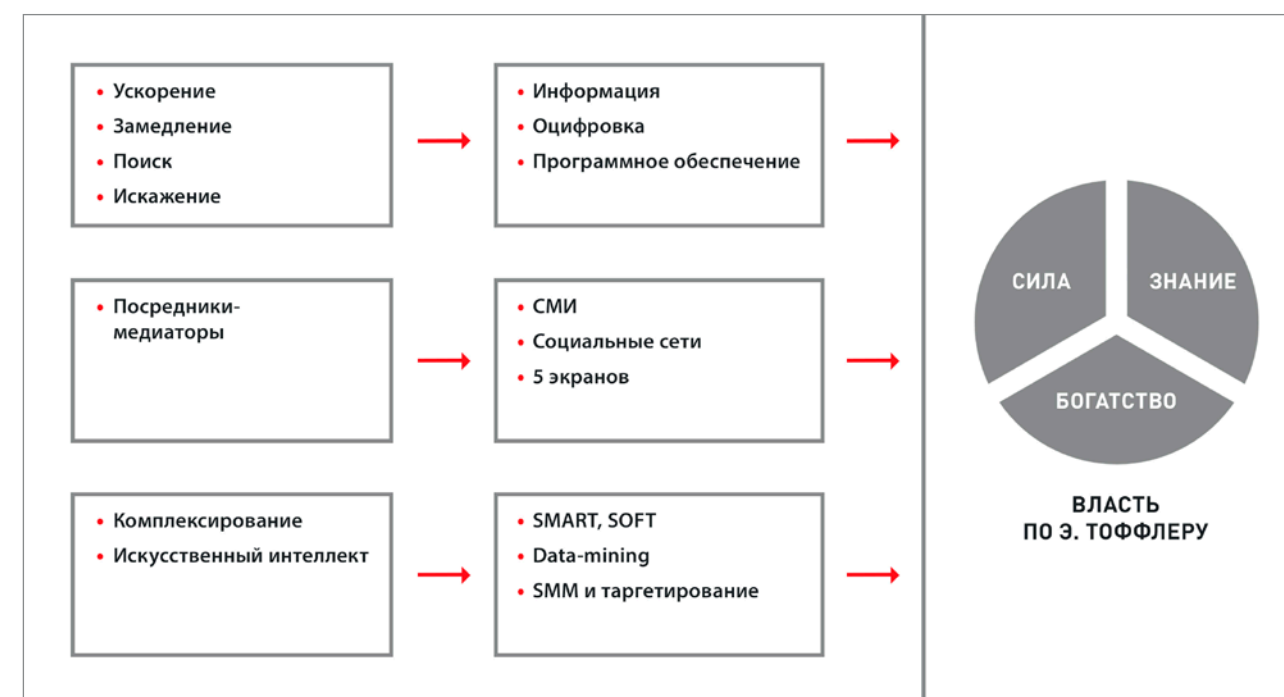 • Ускорение
• Замедление
• Поиск
• Искажение
• Информация
• Оцифровка
• Программное обеспечение
• Посредники-
медиаторы
• СМИ
• Социальные сети
• 5 экранов
• Комплексирование
• Искусственный интеллект
• SMART, SOFT
• Data-mining
• SMM и таргетирование
СИЛА
ЗНАНИЕ
БОГАТСТВО
ВЛАСТЬ
ПО Э. ТОФФЛЕРУ